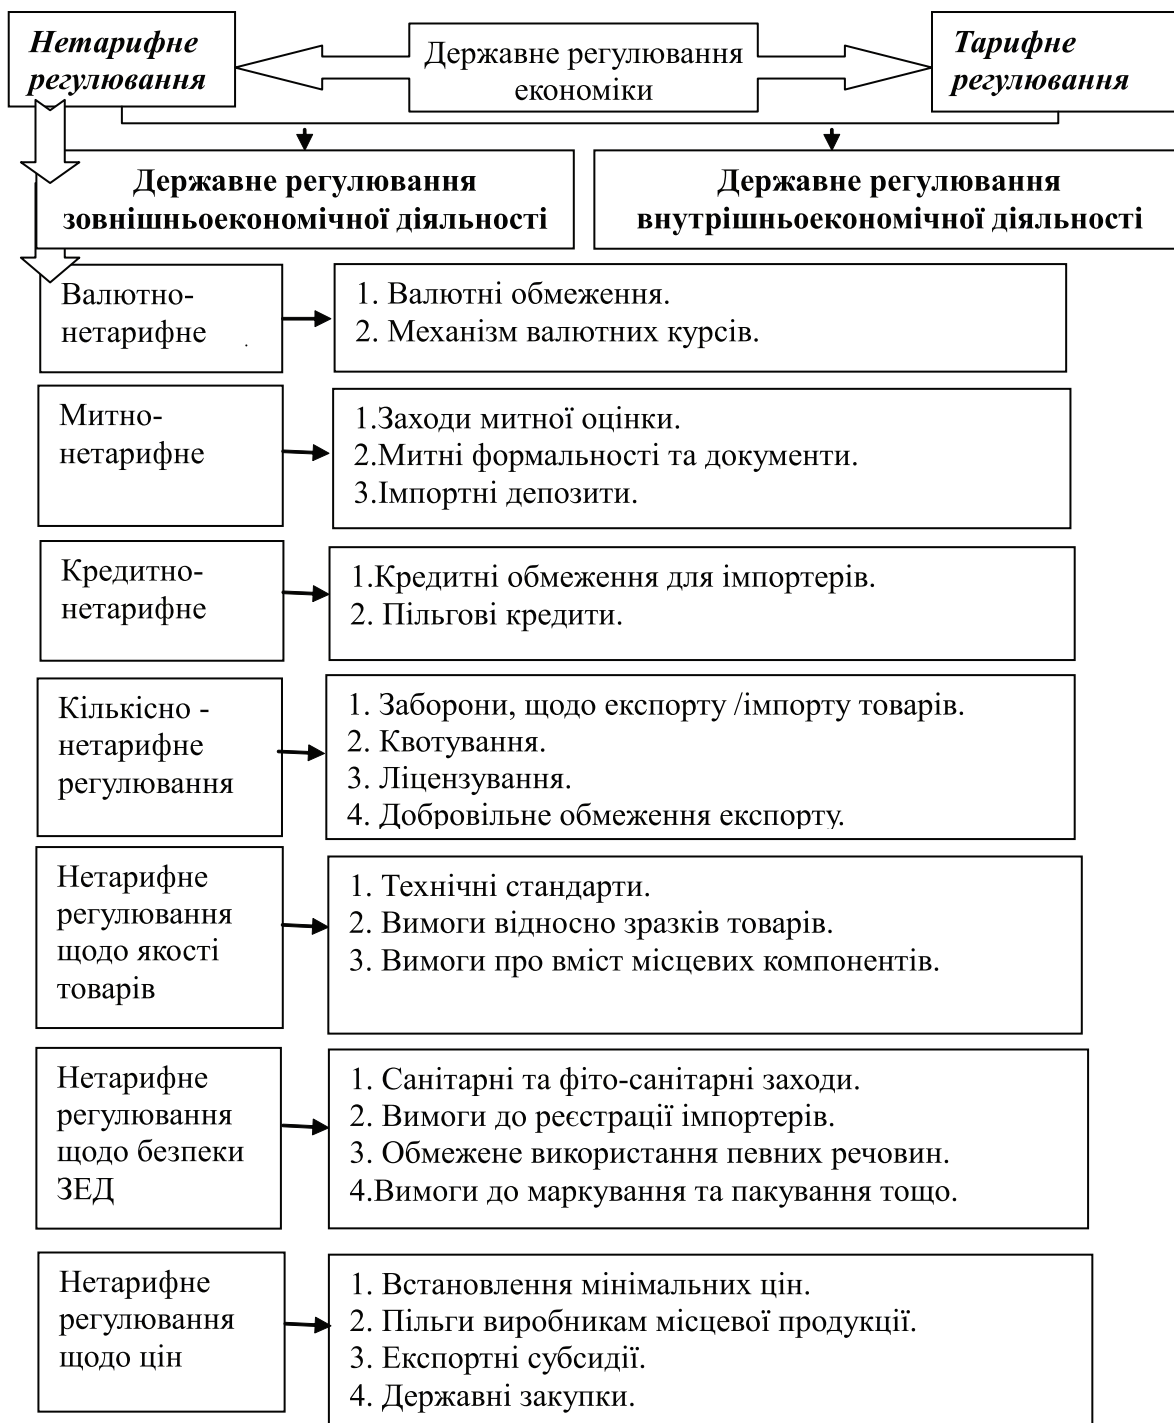 Нетарифне
регулювання
Державне регулювання
економіки
Тарифне
регулювання
Державне регулювання
зовнішньоекономічної діяльності
Державне регулювання
внутрішньоекономічної діяльності
Валютно-
нетарифне
1. Валютні обмеження.
2. Механізм валютних курсів.
Митно-
нетарифне
1.Заходи митної оцінки.
2.Митні формальності та документи.
3.Імпортні депозити.
Кредитно-
нетарифне
1.Кредитні обмеження для імпортерів.
2. Пільгові кредити.
Кількісно -
нетарифне
регулювання
1. Заборони, щодо експорту /імпорту товарів.
2. Квотування.
3. Ліцензування.
4. Добровільне обмеження експорту.
Нетарифне
регулювання
щодо якості
товарів
1. Технічні стандарти.
2. Вимоги відносно зразків товарів.
3. Вимоги про вміст місцевих компонентів.
Нетарифне
регулювання
щодо безпеки
ЗЕД
1. Санітарні та фіто-санітарні заходи.
2. Вимоги до реєстрації імпортерів.
3. Обмежене використання певних речовин.
4.Вимоги до маркування та пакування тощо.
Нетарифне
регулювання
щодо цін
1. Встановлення мінімальних цін.
2. Пільги виробникам місцевої продукції.
3. Експортні субсидії.
4. Державні закупки.